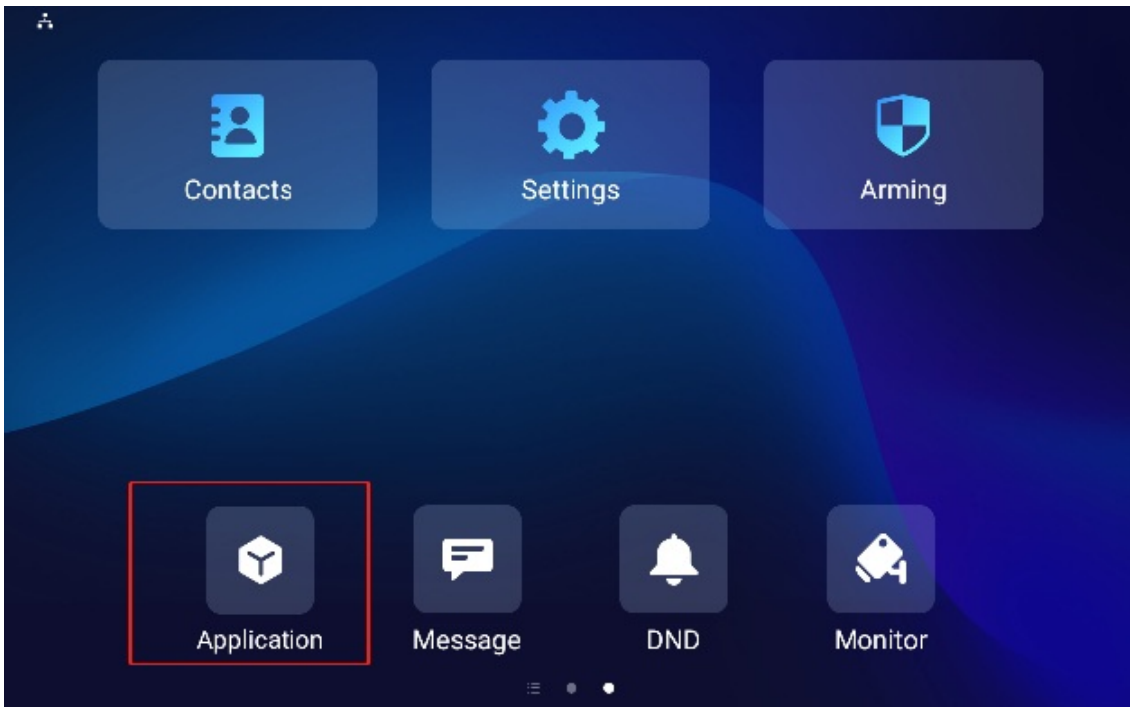 Contacts
Settings
Arming
Application
Message
DND
Monitor